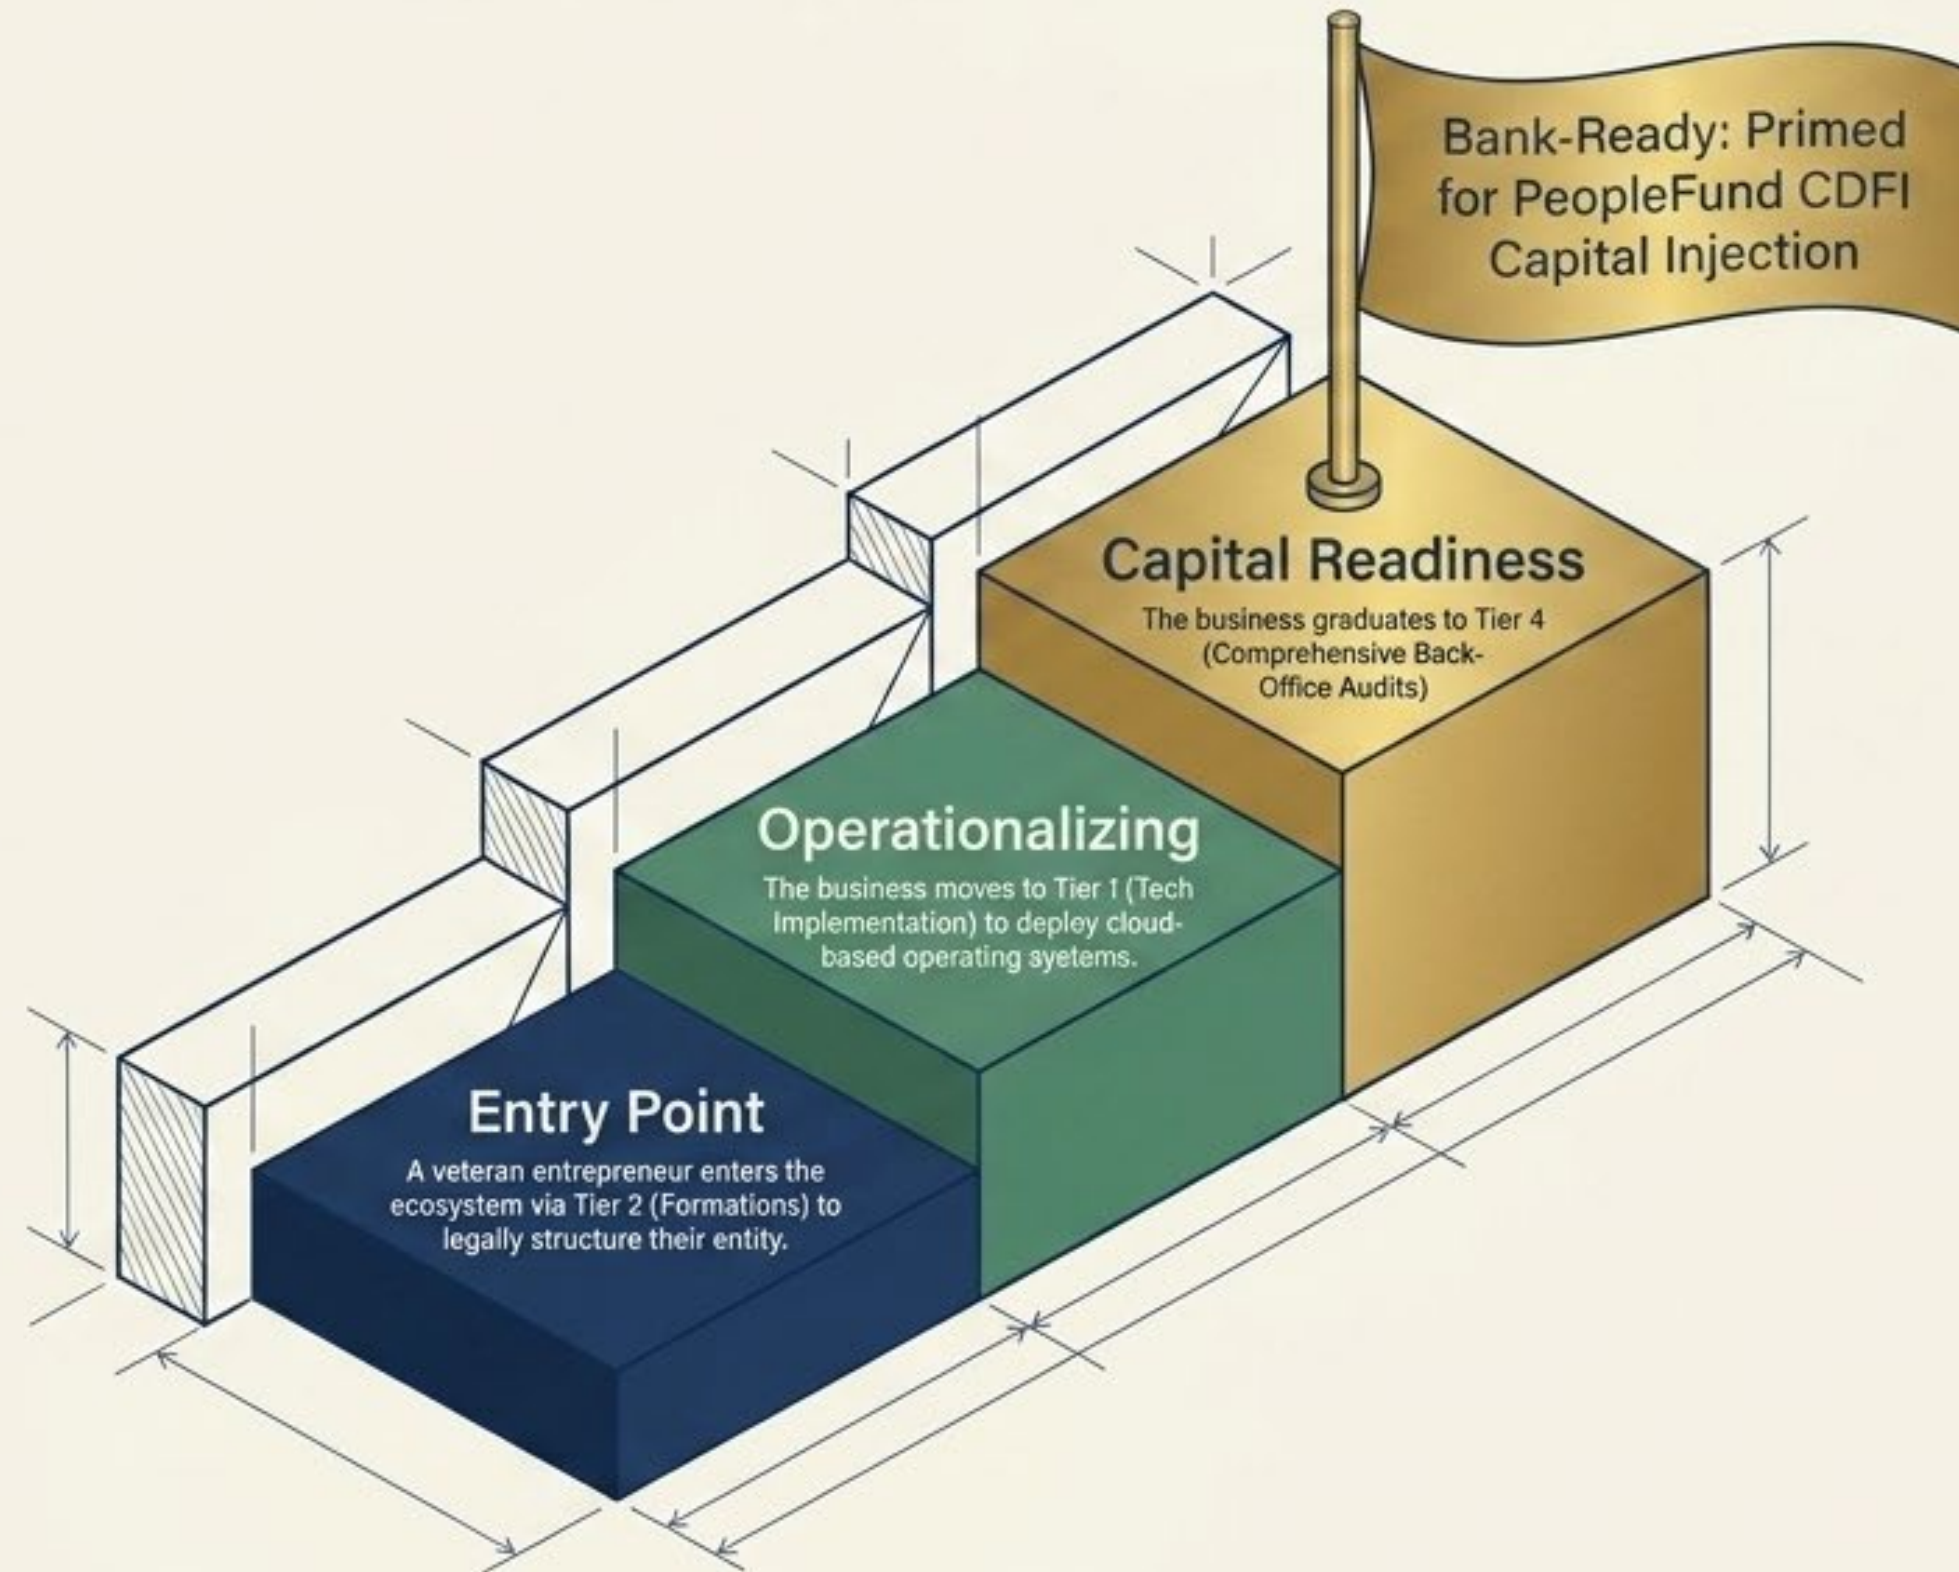 Bank-Ready: Primed
for PeopleFund CDFI
Capital Injection
Capital Readiness
The business graduates to Tier 4
(Comprehensive Back-
Office Audits)
Operationalizing
The business moves to Tier 1 (Tech
Implementation) to deploy cloud-
based operating syetems.
Entry Point
A veteran entrepreneur enters the
ecosystem via Tier 2 (Formations) to
legally structure their entity.